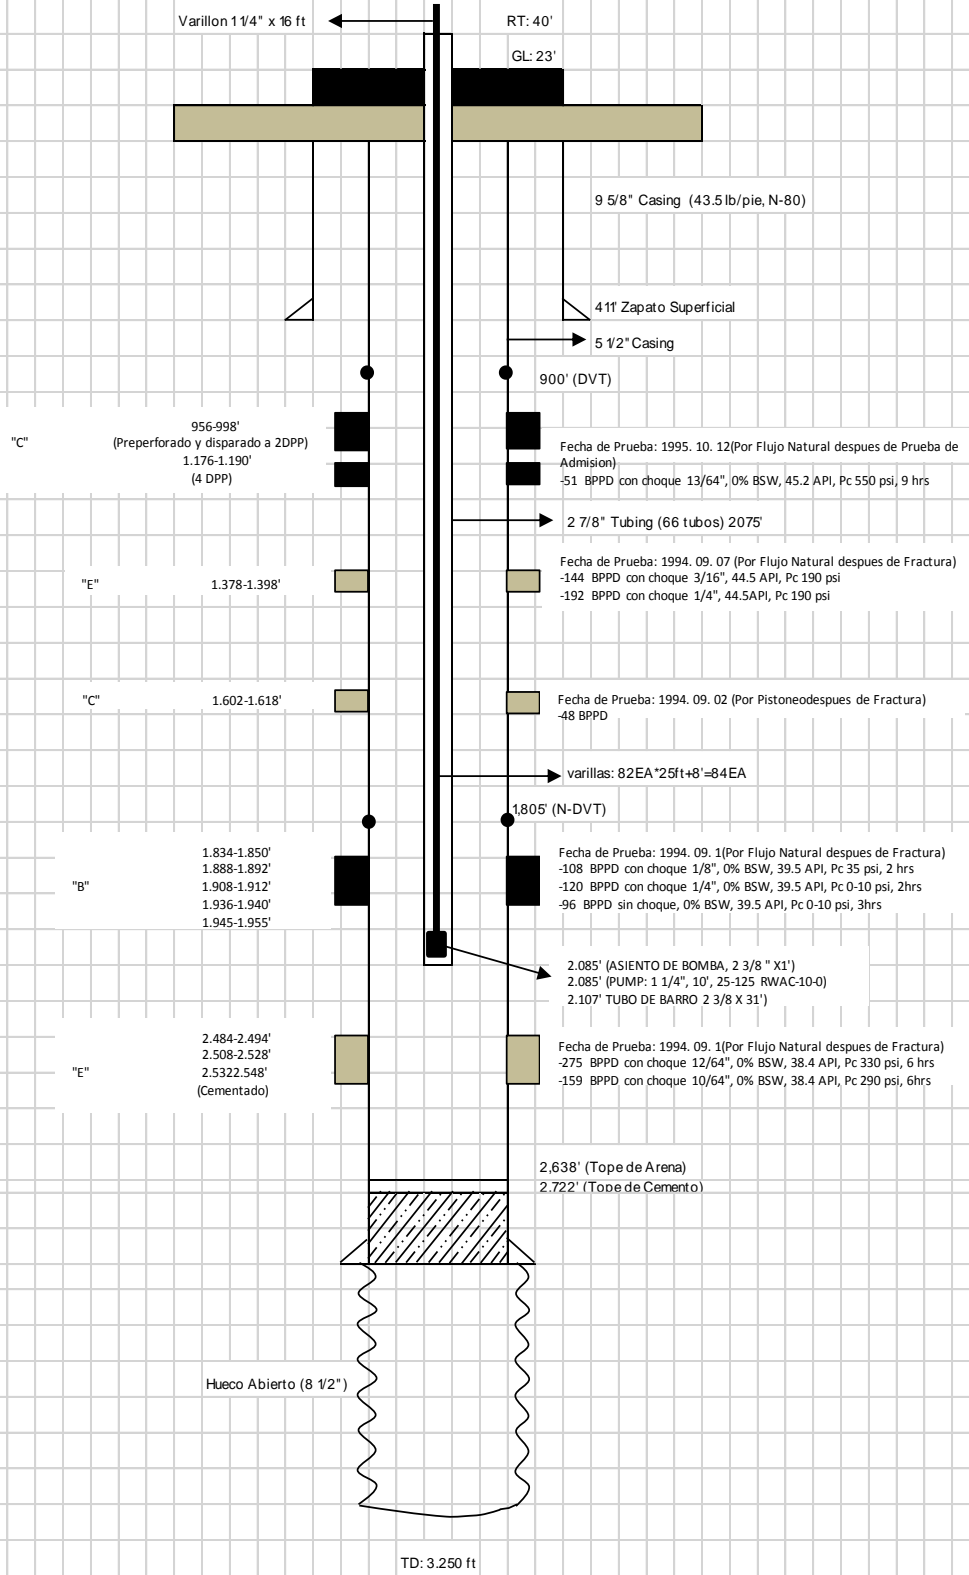 Varillon 1 1/4" x 16 ft
RT: 40'
GL: 23'
9 5/8" Casing (43.5 lb/pie, N-80)
411' Zapato Superficial
5 1/2" Casing
900' (DVT)
"C"
956-998'
(Preperforado y disparado a 2DPP)
1.176-1.190'
(4 DPP)
Fecha de Prueba: 1995. 10. 12(Por Flujo Natural despues de Prueba de
Admision)
-51 BPPD con choque 13/64", 0% BSW, 45.2 API, Pc 550 psi, 9 hrs
2 7/8" Tubing (66 tubos) 2075'
"E"
1.378-1.398'
Fecha de Prueba: 1994. 09. 07 (Por Flujo Natural despues de Fractura)
-144 BPPD con choque 3/16", 44.5 API, Pc 190 psi
-192 BPPD con choque 1/4", 44.5API, Pc 190 psi
"C"
1.602-1.618'
Fecha de Prueba: 1994. 09. 02 (Por Pistoneodespues de Fractura)
-48 BPPD
varillas: 82EA*25ft+8'=84EA
1,805' (N-DVT)
"B"
1.834-1.850'
1.888-1.892'
1.908-1.912'
1.936-1.940'
1.945-1.955'
Fecha de Prueba: 1994. 09. 1(Por Flujo Natural despues de Fractura)
-108 BPPD con choque 1/8", 0% BSW, 39.5 API, Pc 35 psi, 2 hrs
-120 BPPD con choque 1/4", 0% BSW, 39.5 API, Pc 0-10 psi, 2hrs
-96 BPPD sin choque, 0% BSW, 39.5 API, Pc 0-10 psi, 3hrs
2.085' (ASIENTO DE BOMBA, 2 3/8 " X1')
2.085' (PUMP: 1 1/4", 10', 25-125 RWAC-10-0)
2.107' TUBO DE BARRO 2 3/8 X 31')
"E"
2.484-2.494'
2.508-2.528'
2.5322.548'
(Cementado)
Fecha de Prueba: 1994. 09. 1(Por Flujo Natural despues de Fractura)
-275 BPPD con choque 12/64", 0% BSW, 38.4 API, Pc 330 psi, 6 hrs
-159 BPPD con choque 10/64", 0% BSW, 38.4 API, Pc 290 psi, 6hrs
2,638' (Tope de Arena)
2.722' (Tope de Cemento)
Hueco Abierto (8 1/2")
TD: 3.250 ft